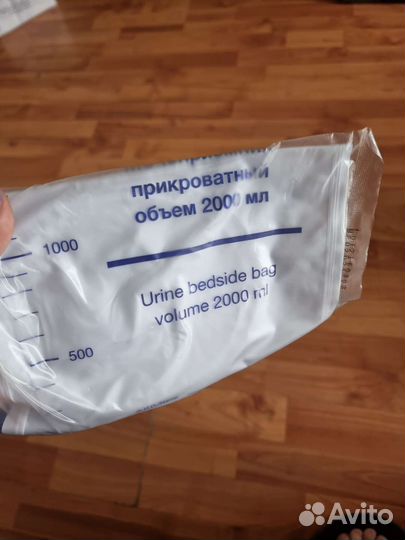 прикроватный
объем 2000 мл
1000
Urine bedside bag
volume 2000 ml
500
Avito